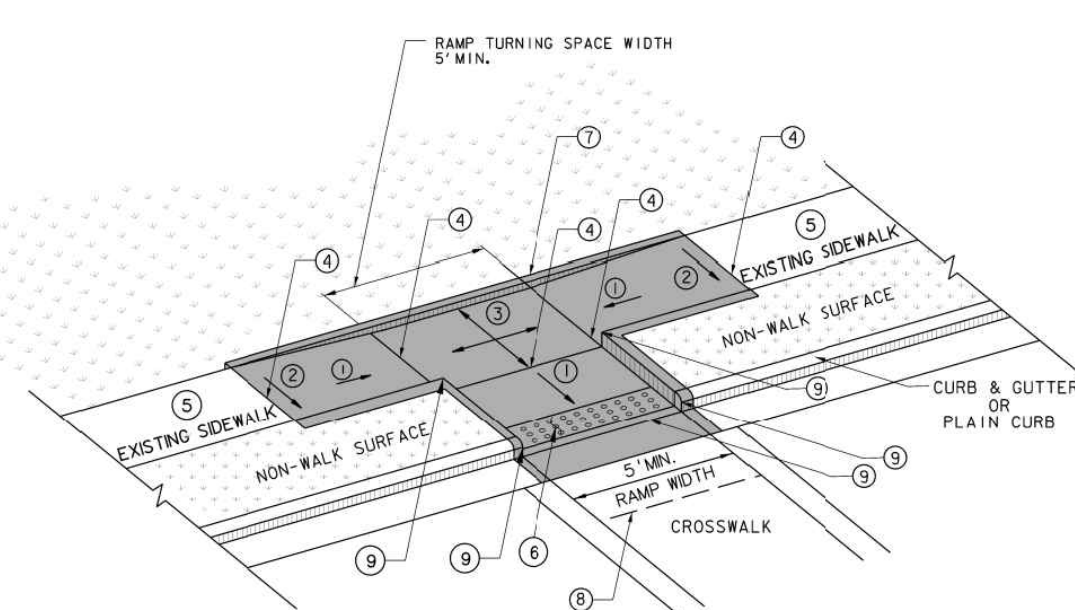 RAMP TURNING SPACE WIDTH
5' MIN.
7
4
4
4
4
5
EXISTING SIDEWALK
2
1
3
4
4
1
2
5
EXISTING SIDEWALK
NON-WALK SURFACE
1
NON-WALK SURFACE
9
CURB & GUTTER
OR
PLAIN CURB
9
9
5' MIN.
RAMP WIDTH
CROSSWALK
9
9
6
8